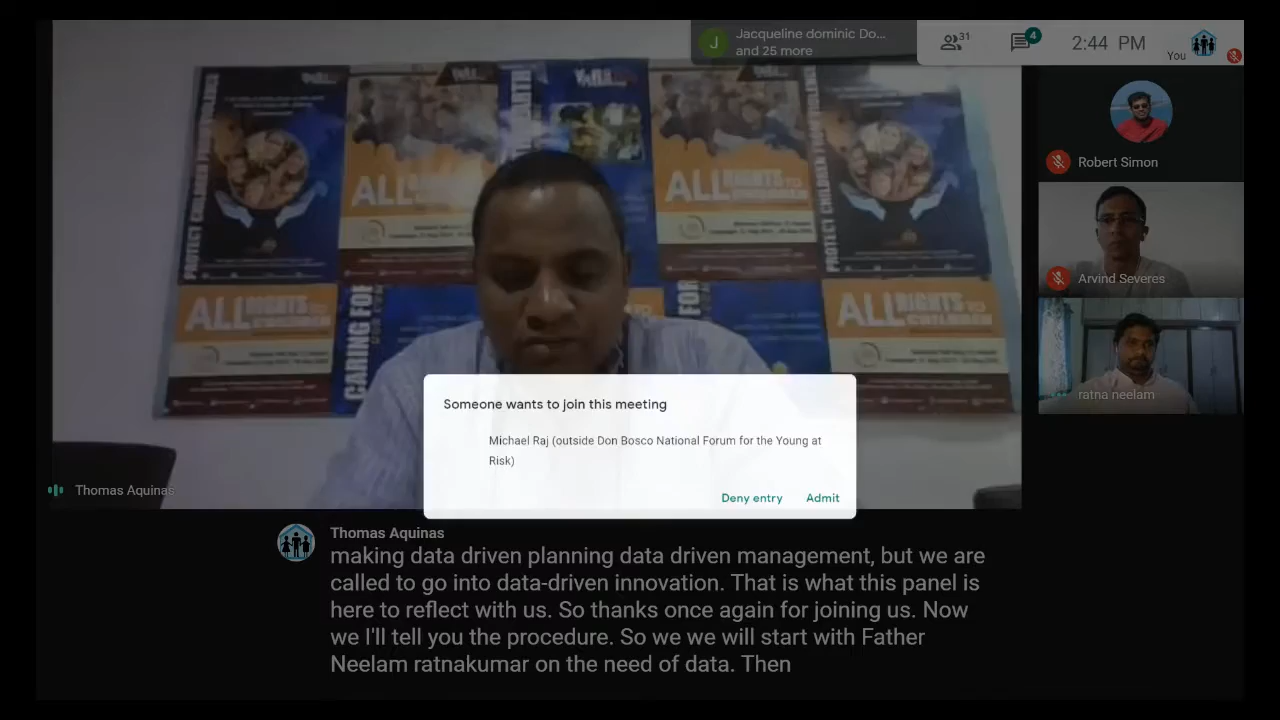 Jacqueline dominic Do...
and 25 more
J
31
4
2:44 PM
You
PROTECT CHILDREN FROM VIOLENCE
ALL RIGHTS TO CHILDREN
ALL RIGHTS TO
PROTECT CHILDREN FROM VIOLENCE
ALL RIGHTS TO CHILDREN
CARING FOR
FOR
ALL RIGHTS TO CHILDREN
Robert Simon
Arvind Severes
ratna neelam
Someone wants to join this meeting
Michael Raj (outside Don Bosco National Forum for the Young at
Risk)
Deny entry Admit
Thomas Aquinas
Thomas Aquinas
making data driven planning data driven management, but we are
called to go into data-driven innovation. That is what this panel is
here to reflect with us. So thanks once again for joining us. Now
we I'll tell you the procedure. So we we will start with Father
Neelam ratnakumar on the need of data. Then